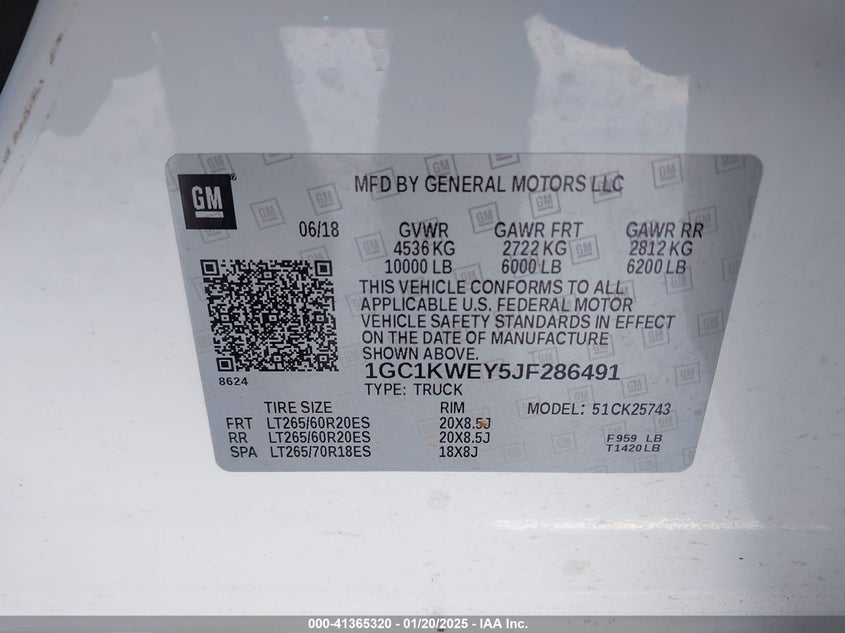 GM
MFD BY GENERAL MOTORS LLC
06/18 GVWR GAWR FRT GAWR RR
4536 KG 2722 KG 2812 KG
10000 LB 6000 LB 6200 LB
THIS VEHICLE CONFORMS TO ALL
APPLICABLE U.S. FEDERAL MOTOR
VEHICLE SAFETY STANDARDS IN EFFECT
ON THE DATE OF MANUFACTURE
SHOWN ABOVE.
8624
1GC1KWEY5JF286491
TYPE: TRUCK
TIRE SIZE RIM MODEL: 51CK25743
FRT LT265/60R20ES 20X8.5J
RR LT265/60R20ES 20X8.5J F959 LB
SPA LT265/70R18ES 18X8J T1420LB
000-41365320 — 01/20/2025 — IAA Inc.